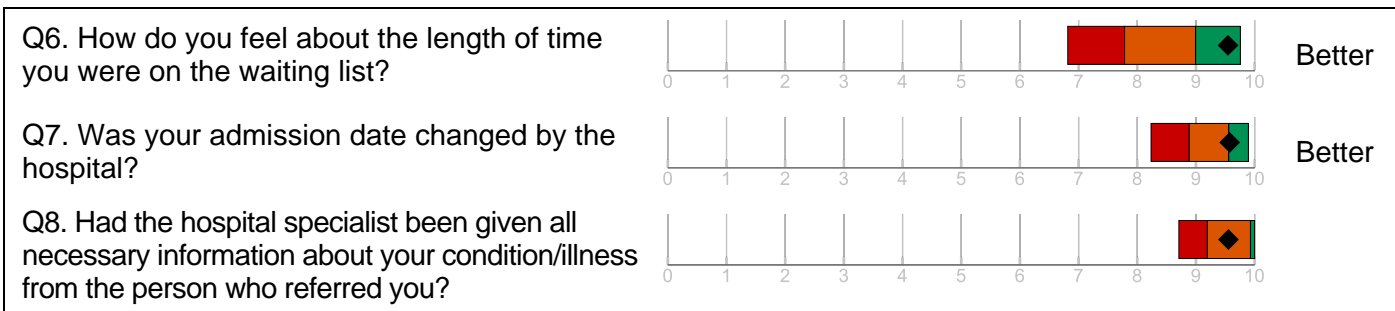 Q6. How do you feel about the length of time
you were on the waiting list?
0 1 2 3 4 5 6 7 8 9 10
Better
Q7. Was your admission date changed by the
hospital?
0 1 2 3 4 5 6 7 8 9 10
Better
Q8. Had the hospital specialist been given all
necessary information about your condition/illness
from the person who referred you?
0 1 2 3 4 5 6 7 8 9 10